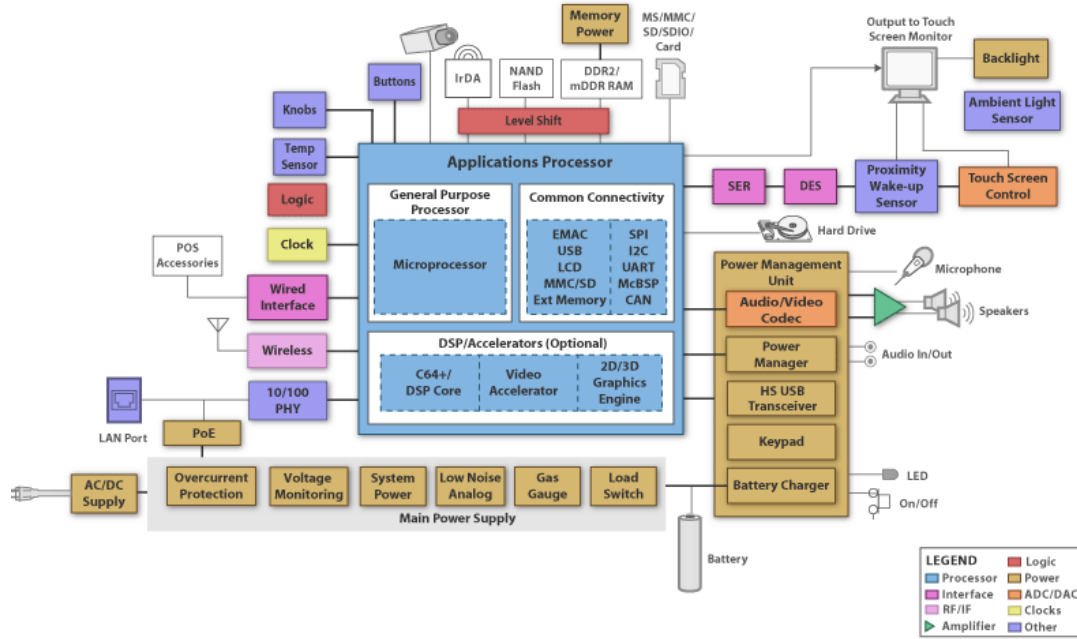 Memory
Power
MS/MMC/
SD/SDIO/
Card
Output to Touch
Screen Monitor
Backlight
Buttons
IrDA
NAND
Flash
DDR2/
mDDR RAM
Knobs
Level Shift
Ambient Light
Sensor
Temp
Sensor
Applications Processor
Logic
General Purpose
Processor
Microprocessor
Common Connectivity
EMAC
USB
LCD
MMC/SD
Ext Memory
SPI
I2C
UART
McBSP
CAN
SER
DES
Proximity
Wake-up
Sensor
Touch Screen
Control
Clock
Hard Drive
POS
Accessories
Wired
Interface
Power Management
Unit
Microphone
Audio/Video
Codec
Speakers
Wireless
DSP/Accelerators (Optional)
C64+/
DSP Core
Video
Accelerator
2D/3D
Graphics
Engine
Power
Manager
Audio In/Out
10/100
PHY
HS USB
Transceiver
LAN Port
PoE
Keypad
AC/DC
Supply
Overcurrent
Protection
Voltage
Monitoring
System
Power
Low Noise
Analog
Gas
Gauge
Load
Switch
Main Power Supply
Battery Charger
LED
On/Off
Battery
LEGEND
Processor
Interface
RF/IF
Amplifier
Logic
Power
ADC/DAC
Clocks
Other